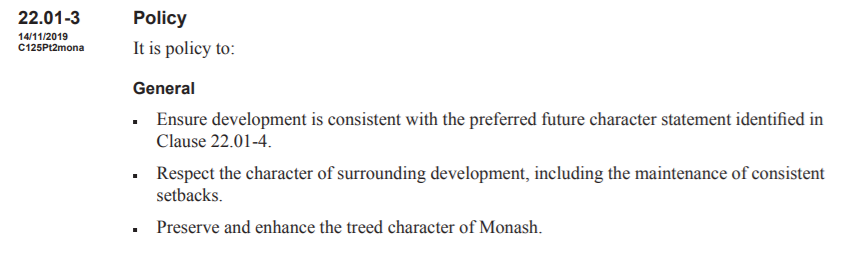 22.01-3 Policy
14/11/2019
C125Pt2mona
It is policy to:
General
▪ Ensure development is consistent with the preferred future character statement identified in
Clause 22.01-4.
▪ Respect the character of surrounding development, including the maintenance of consistent
setbacks.
▪ Preserve and enhance the treed character of Monash.